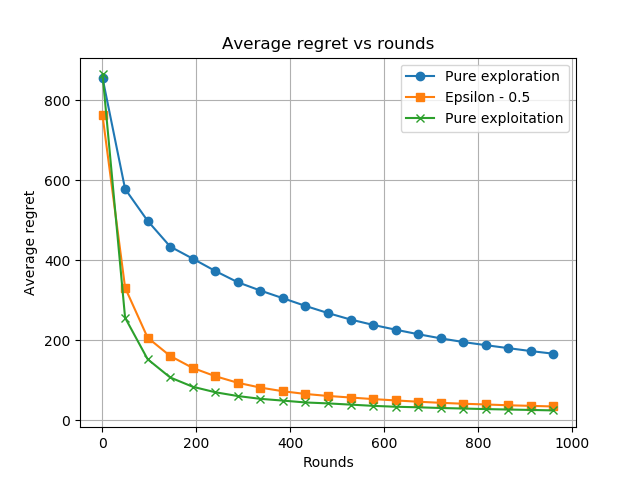 Average regret vs rounds
Pure exploration
Epsilon - 0.5
Pure exploitation
800
600
400
200
0
Average regret
0 200 400 600 800 1000
Rounds